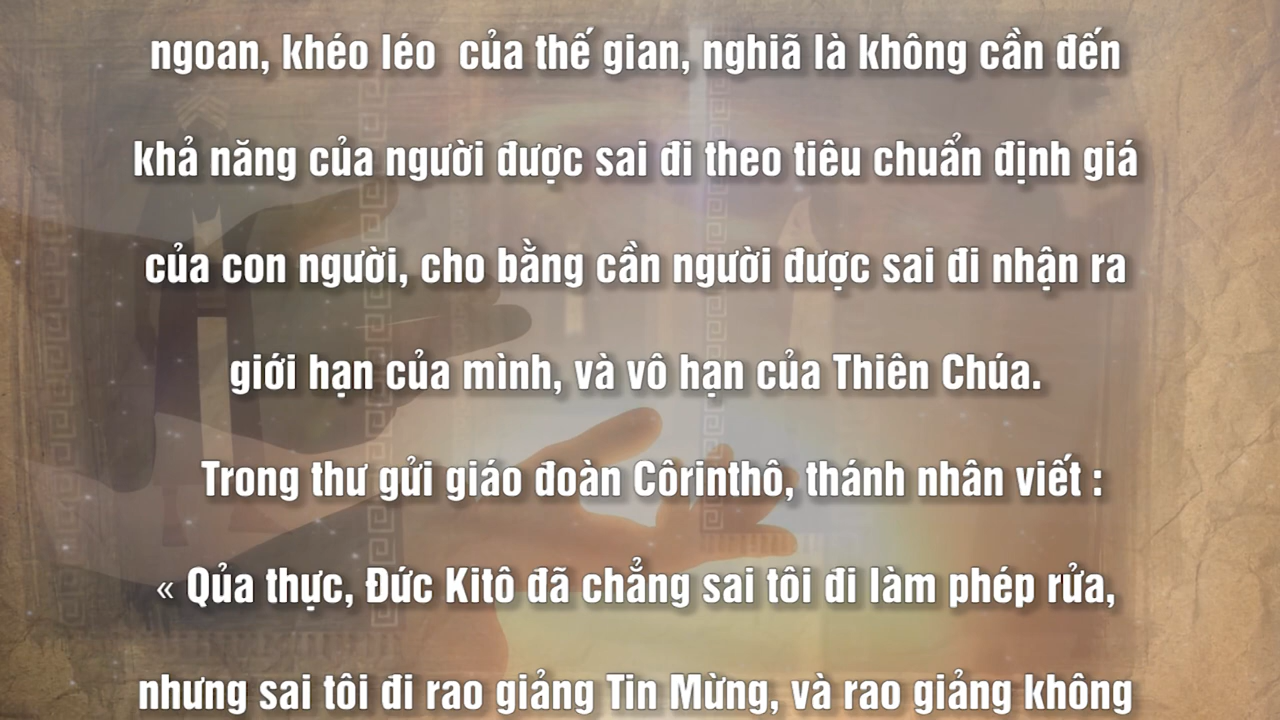 ngoan, khéo léo của thế gian, nghiã là không cần đến
khả năng của người được sai đi theo tiêu chuẩn định giá
của con người, cho bằng cần người được sai đi nhận ra
giới hạn của mình, và vô hạn của Thiên Chúa.
Trong thư gửi giáo đoàn Côrinthô, thánh nhân viết :
« Qủa thực, Đức Kitô đã chẳng sai tôi đi làm phép rửa,
nhưng sai tôi đi rao giảng Tin Mừng, và rao giảng không